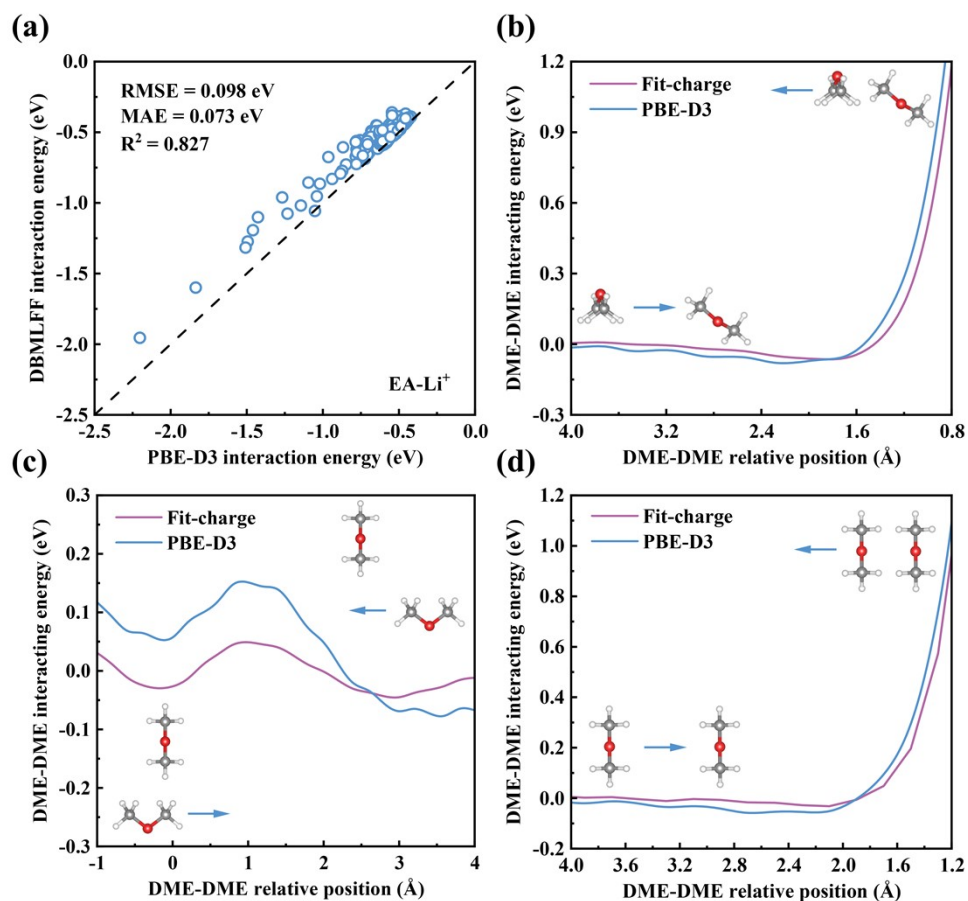 (a)
RMSE = 0.098 eV
MAE = 0.073 eV
R² = 0.827
EA-Li⁺
DBMLFF interaction energy (eV)
0.0
-0.5
-1.0
-1.5
-2.0
-2.5
-2.5 -2.0 -1.5 -1.0 -0.5 0.0
PBE-D3 interaction energy (eV)
(b)
Fit-charge
PBE-D3
DME-DME interacting energy (eV)
1.2
0.9
0.6
0.3
0.0
-0.3
4.0 3.2 2.4 1.6 0.8
DME-DME relative position (Å)
(c)
Fit-charge
PBE-D3
DME-DME interacting energy (eV)
0.3
0.2
0.1
0.0
-0.1
-0.2
-0.3
-1 0 1 2 3 4
DME-DME relative position (Å)
(d)
Fit-charge
PBE-D3
DME-DME interacting energy (eV)
1.2
1.0
0.8
0.6
0.4
0.2
0.0
-0.2
4.0 3.6 3.2 2.8 2.4 2.0 1.6 1.2
DME-DME relative position (Å)